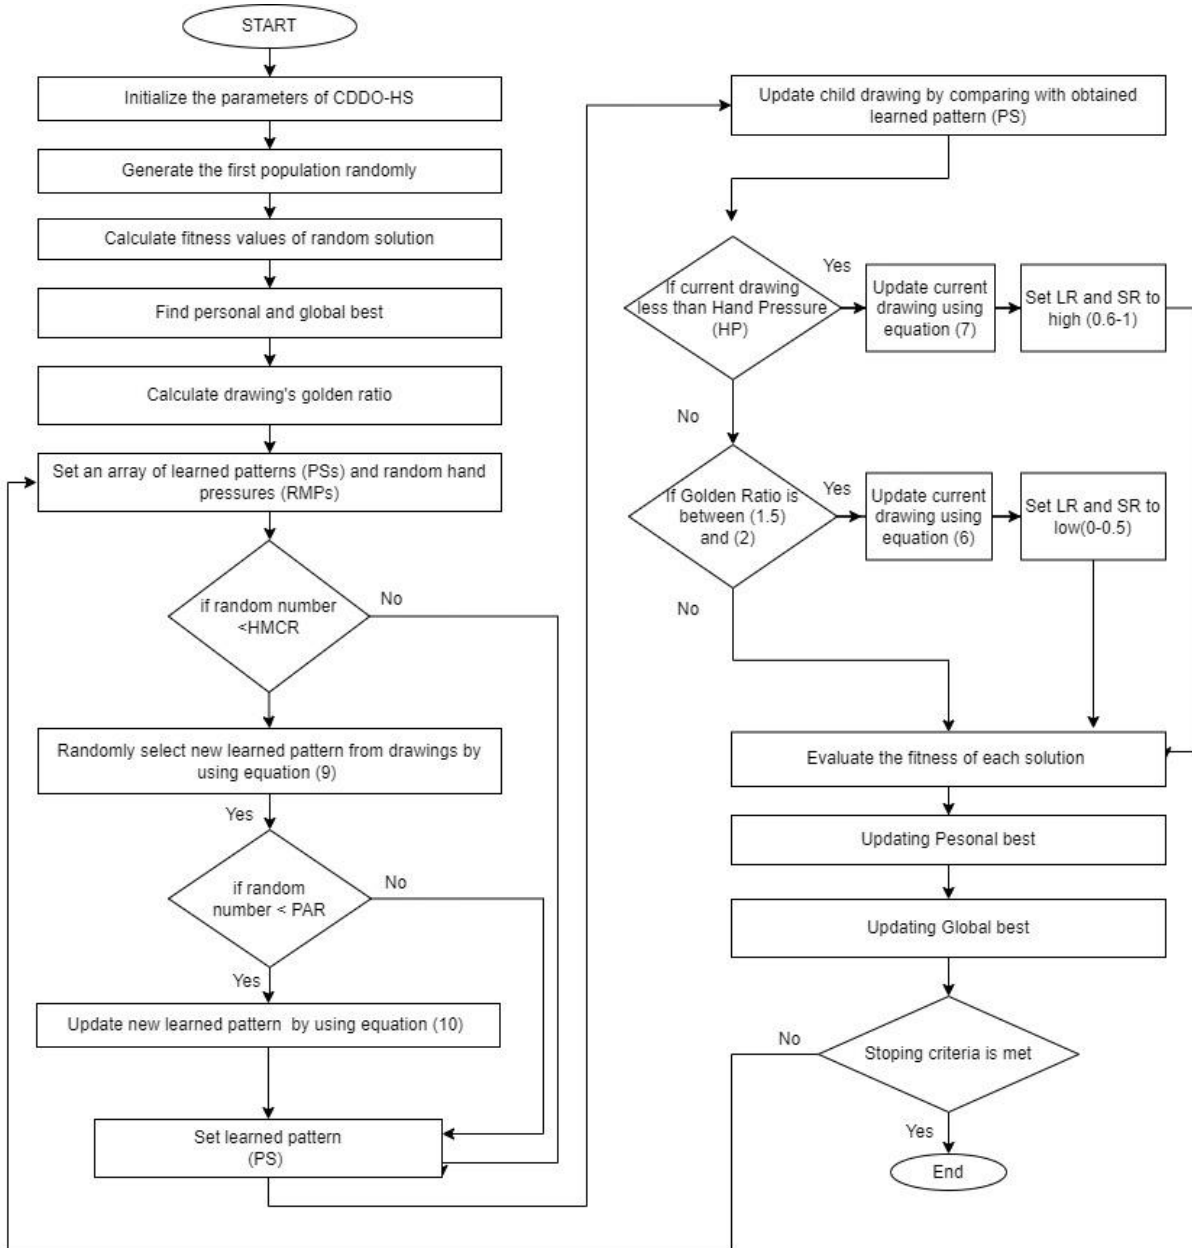 START
Initialize the parameters of CDDO-HS
Generate the first population randomly
Calculate fitness values of random solution
Find personal and global best
Calculate drawing's golden ratio
Set an array of learned patterns (PSs) and random hand
pressures (RMPs)
if random number
<HMCR
No
Randomly select new learned pattern from drawings by
using equation (9)
Yes
if random
number < PAR
No
Yes
Update new learned pattern by using equation (10)
Set learned pattern
(PS)
Update child drawing by comparing with obtained
learned pattern (PS)
If current drawing
less than Hand Pressure
(HP)
Yes
Update current
drawing using
equation (7)
Set LR and SR to
high (0.6-1)
No
If Golden Ratio is
between (1.5)
and (2)
Yes
Update current
drawing using
equation (6)
Set LR and SR to
low(0-0.5)
No
Evaluate the fitness of each solution
Updating Pesonal best
Updating Global best
Stoping criteria is met
No
Yes
End